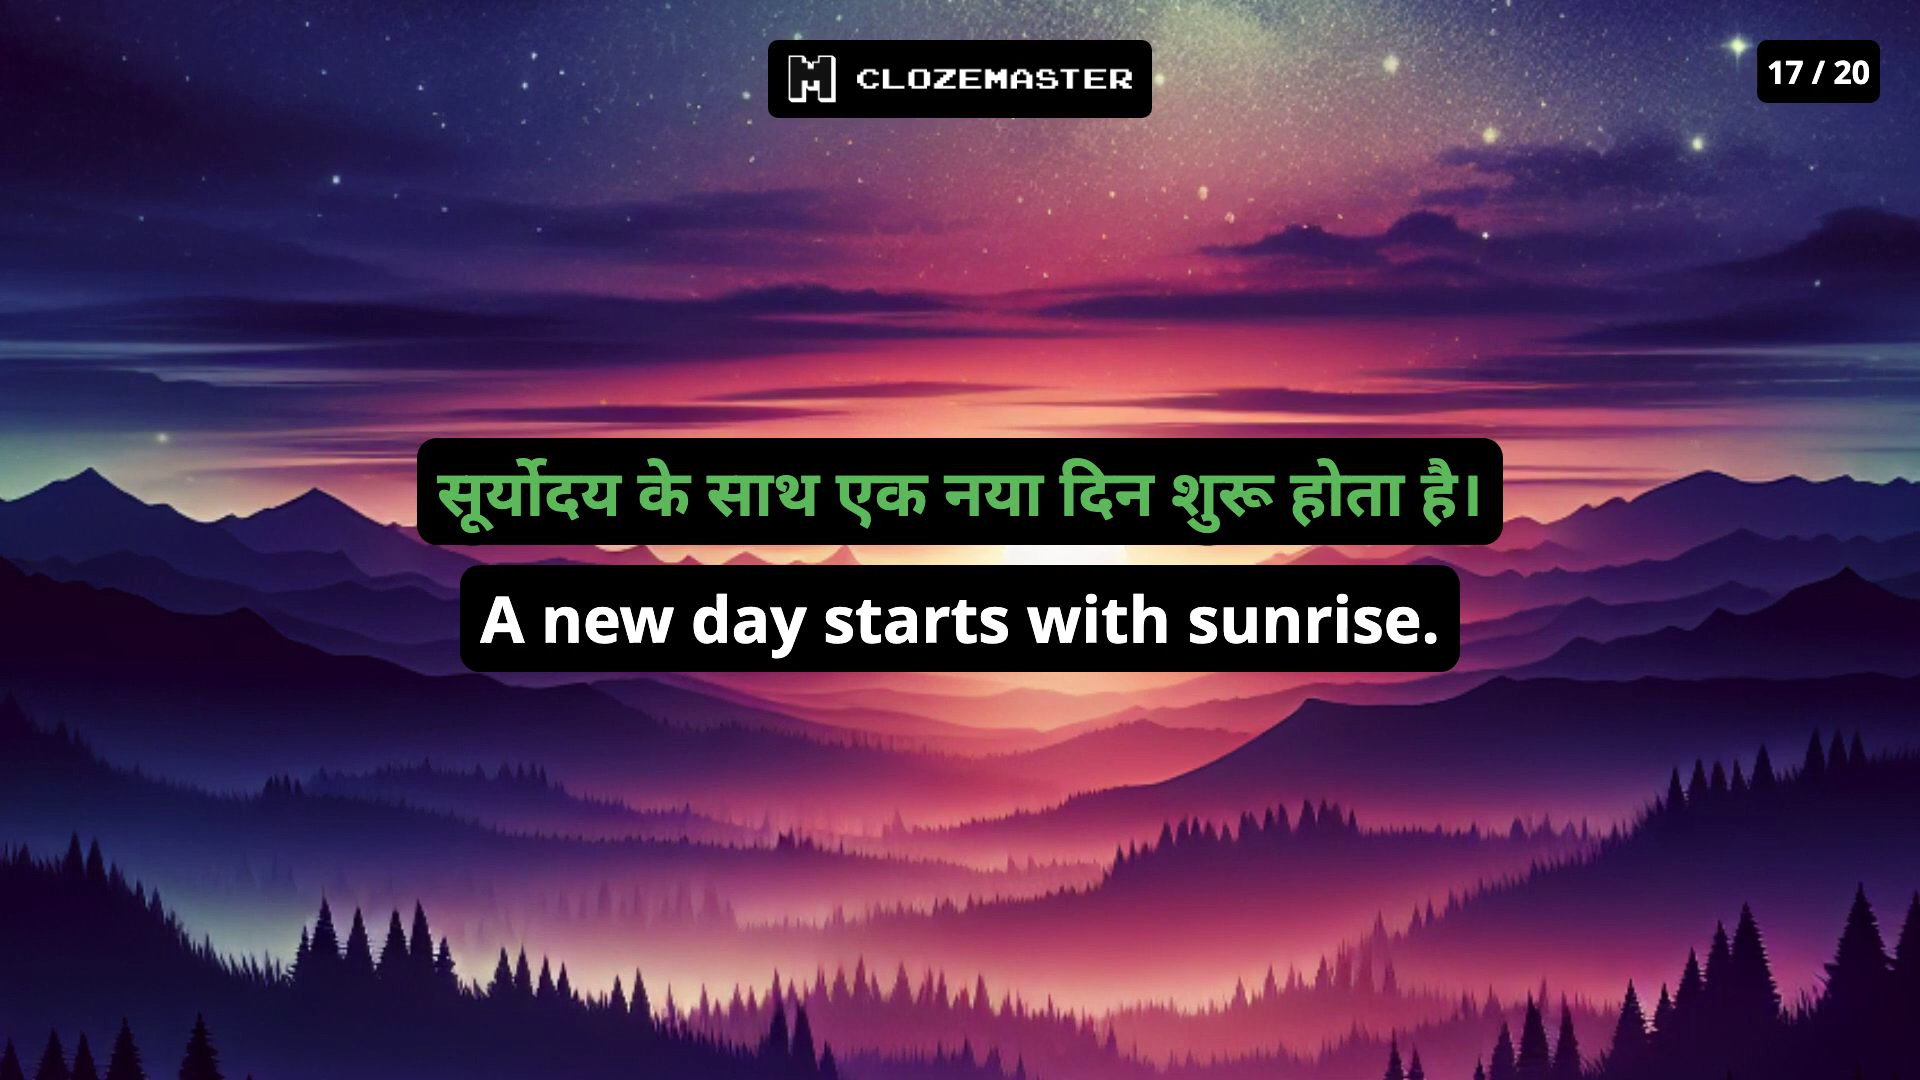 CLOZEMASTER
17 / 20
सूर्योदय के साथ एक नया दिन शुरू होता है।
A new day starts with sunrise.